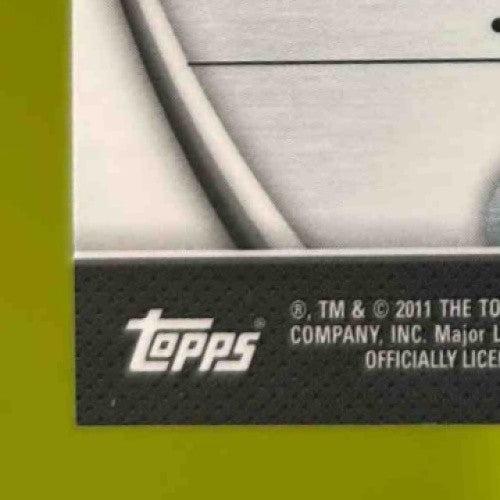 topps®
®, TM & © 2011 THE TO
COMPANY, INC. Major L
OFFICIALLY LICE